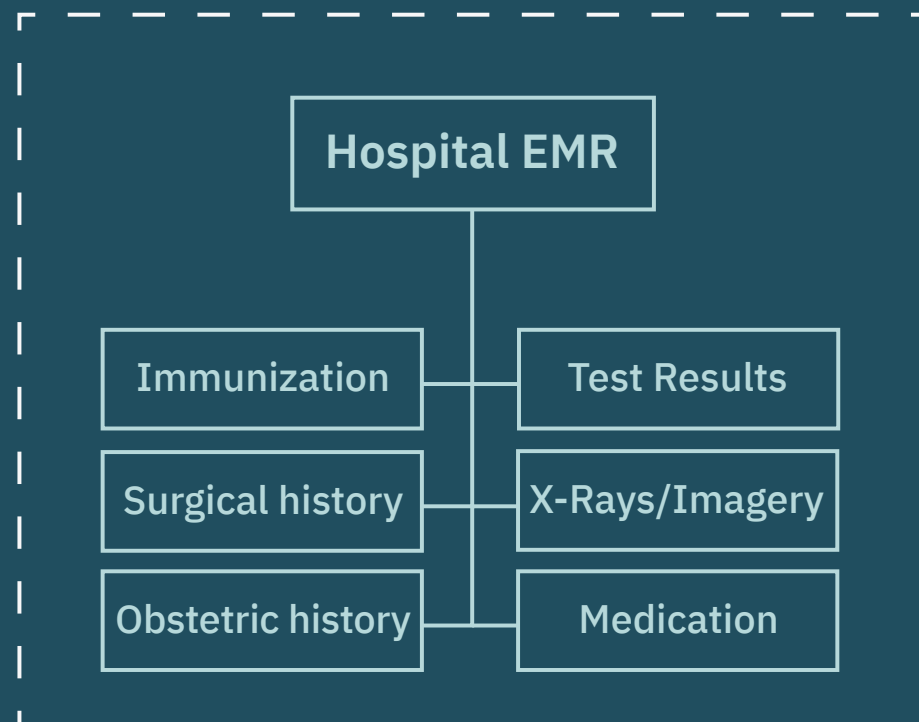 Hospital EMR
Immunization
Test Results
Surgical history
X-Rays/Imagery
Obstetric history
Medication